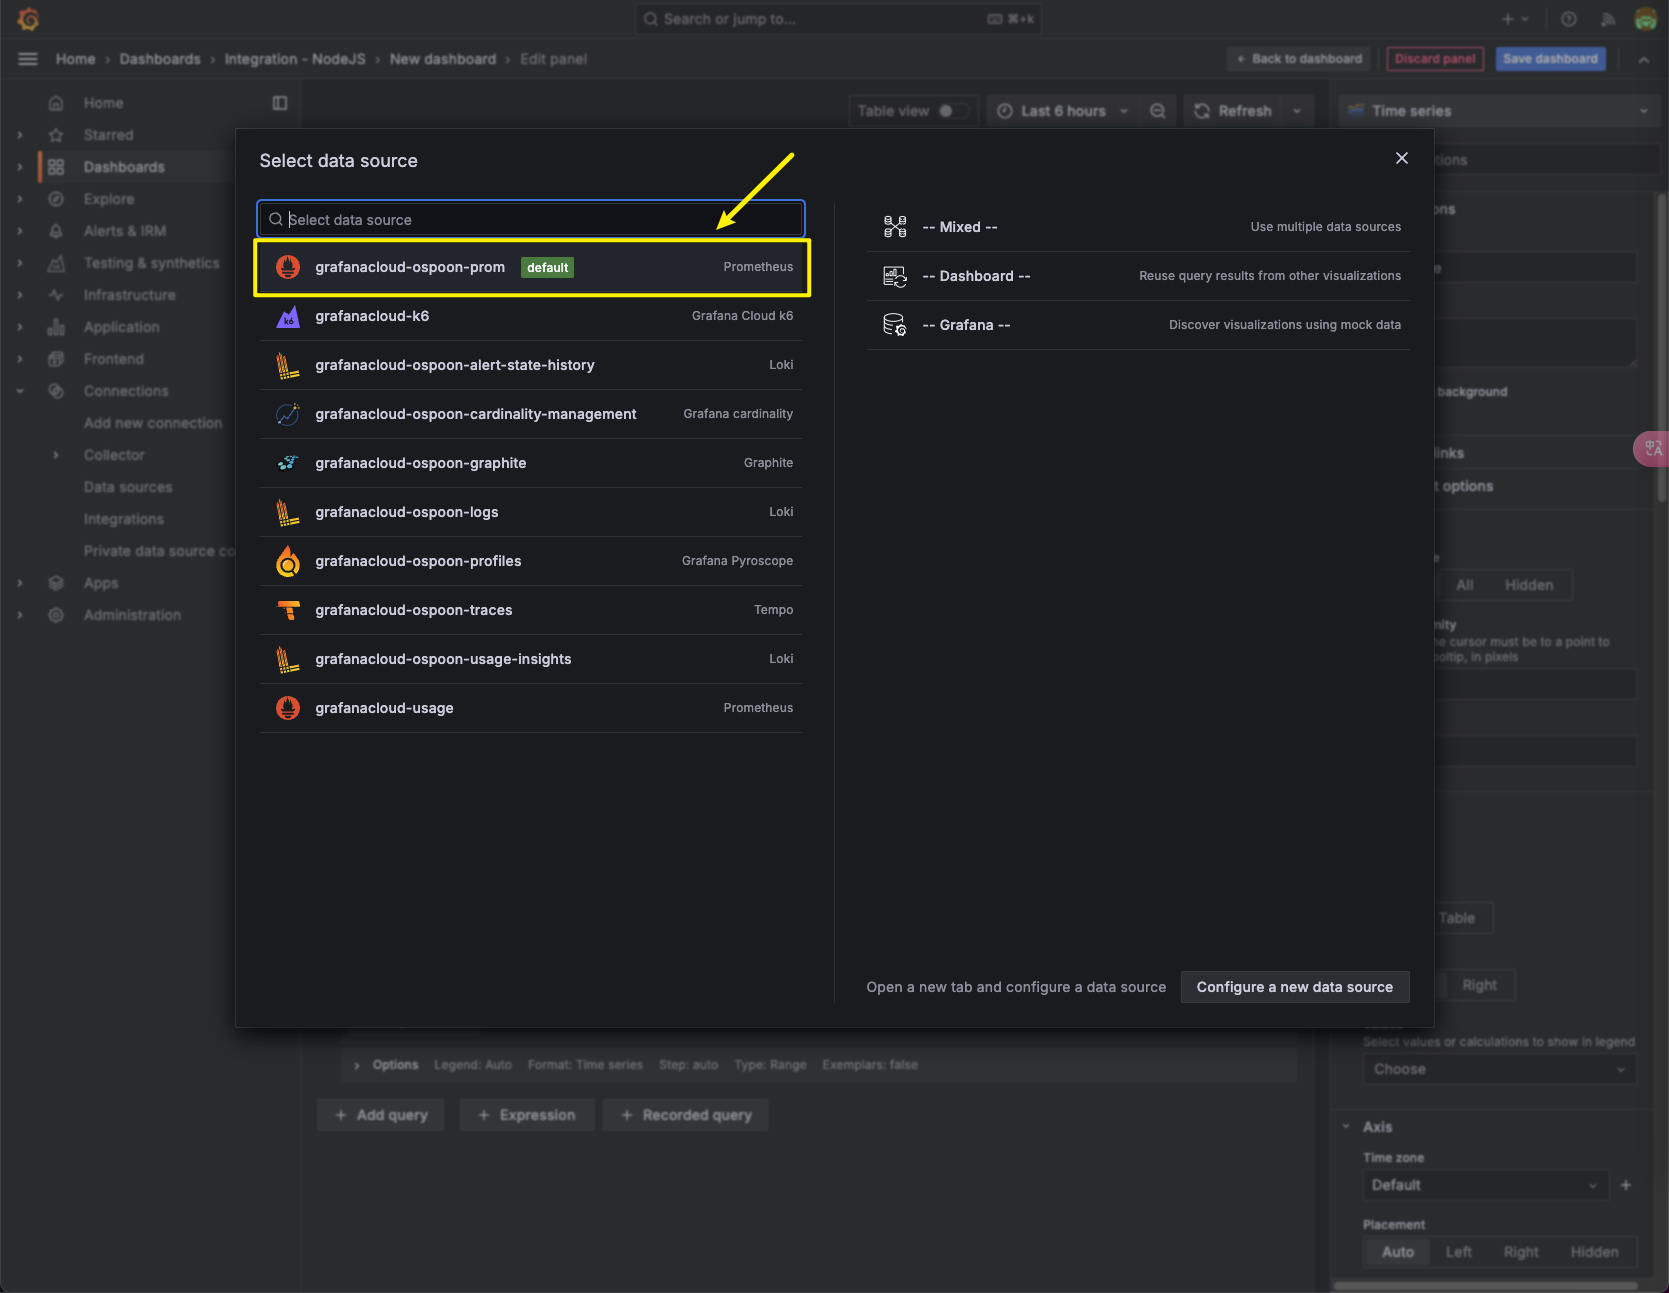 Search or jump to...
⌘+k
Home
Dashboards
Integration - NodeJS
New dashboard
Edit panel
Back to dashboard
Discard panel
Save dashboard
Home
Starred
Dashboards
Explore
Alerts & IRM
Testing & synthetics
Infrastructure
Application
Frontend
Connections
Add new connection
Collector
Data sources
Integrations
Private data source co
Apps
Administration
Table view
Last 6 hours
Refresh
Time series
Select data source
Select data source
grafanacloud-ospoon-prom
default
Prometheus
grafanacloud-k6
Grafana Cloud k6
grafanacloud-ospoon-alert-state-history
Loki
grafanacloud-ospoon-cardinality-management
Grafana cardinality
grafanacloud-ospoon-graphite
Graphite
grafanacloud-ospoon-logs
Loki
grafanacloud-ospoon-profiles
Grafana Pyroscope
grafanacloud-ospoon-traces
Tempo
grafanacloud-ospoon-usage-insights
Loki
grafanacloud-usage
Prometheus
-- Mixed --
Use multiple data sources
-- Dashboard --
Reuse query results from other visualizations
-- Grafana --
Discover visualizations using mock data
Open a new tab and configure a data source
Configure a new data source
background
t options
All
Hidden
cursor must be to a point to
in pixels
Table
Right
Select values or calculations to show in legend
Choose
Axis
Time zone
Default
Placement
Auto
Left
Right
Hidden
Options
Legend: Auto
Format: Time series
Step: auto
Type: Range
Exemplars: false
Add query
Expression
Recorded query